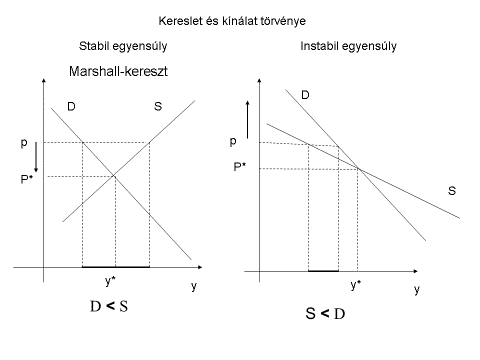 Kereslet és kínálat törvénye
Stabil egyensúly
Marshall-kereszt
D
S
p
P*
y*
y
D < S
Instabil egyensúly
D
p
P*
S
y*
y
S < D